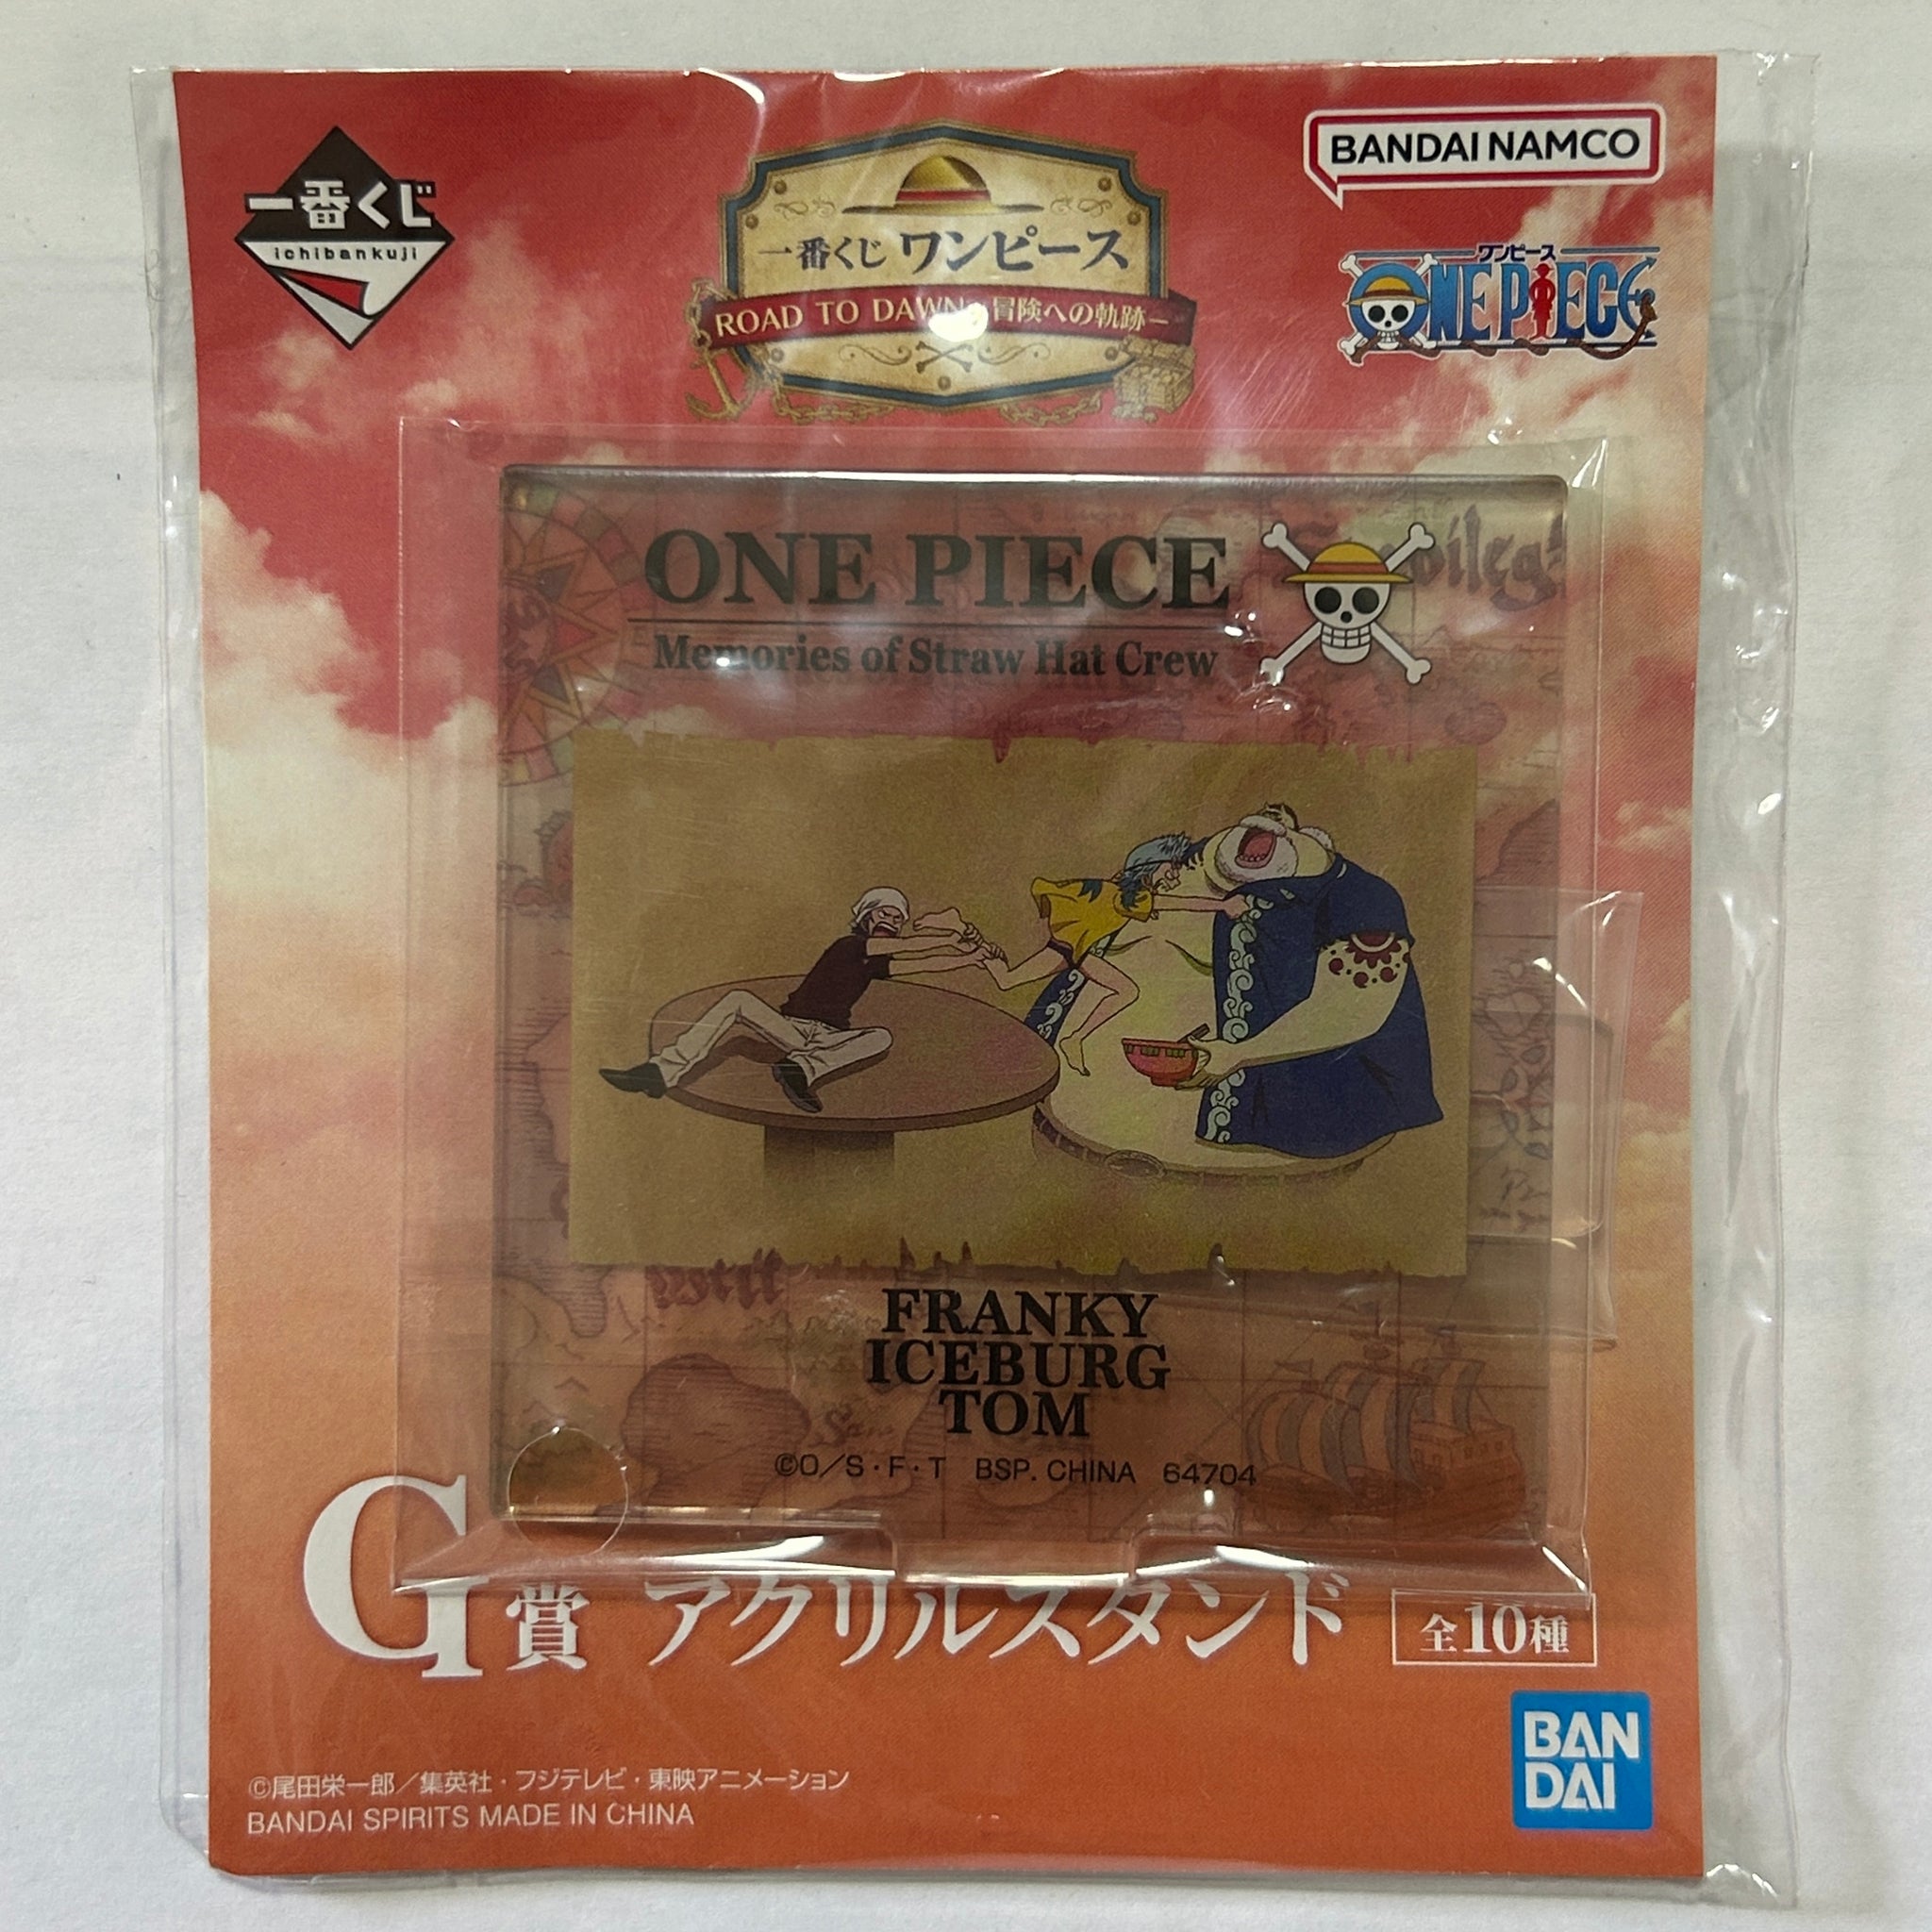 一番くじ
ichibankuji
一番くじ ワンピース
ROAD TO DAWN 冒険への軌跡ー
BANDAI NAMCO
ワンピース
ONE PIECE
ONE PIECE
Memories of Straw Hat Crew
FRANKY
ICEBURG
TOM
©O/S・F・T BSP. CHINA 64704
G賞 アクリルスタンド 全10種
BAN
DAI
©尾田栄一郎/集英社・フジテレビ・東映アニメーション
BANDAI SPIRITS MADE IN CHINA